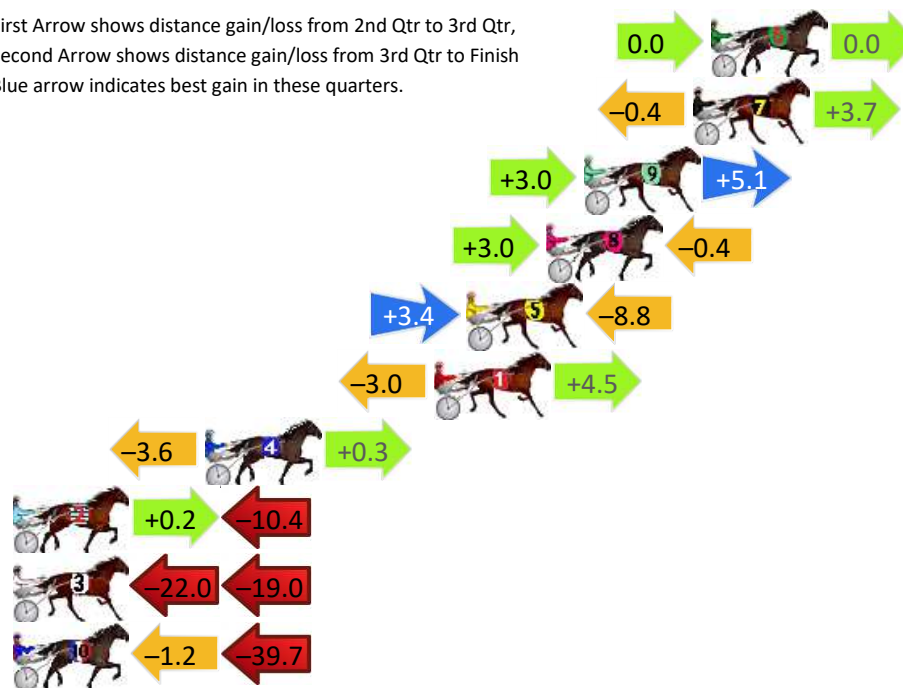 irst Arrow shows distance gain/loss from 2nd Qtr to 3rd Qtr,
econd Arrow shows distance gain/loss from 3rd Qtr to Finish
lue arrow indicates best gain in these quarters.
0.0 6 0.0
–0.4 7 +3.7
+3.0 9 +5.1
+3.0 8 –0.4
+3.4 5 –8.8
–3.0 1 +4.5
–3.6 4 +0.3
2 +0.2 –10.4
3 –22.0 –19.0
10 –1.2 –39.7